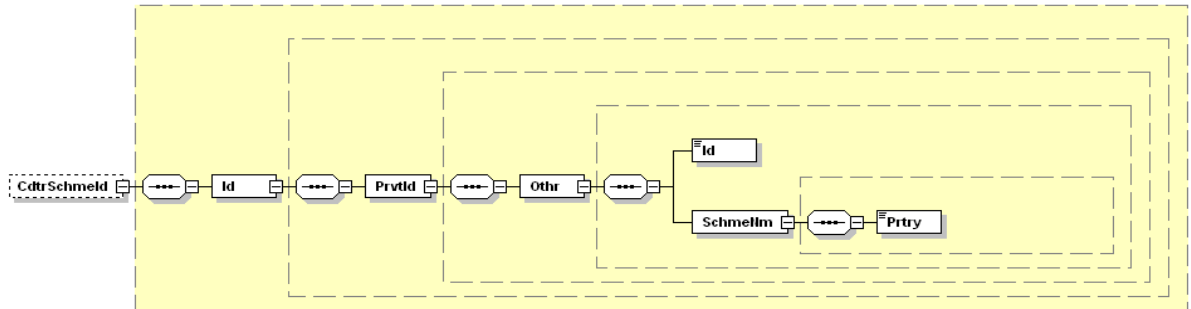 CdtrSchmeId
Id
PrvtId
Othr
Id
SchmeNm
Prtry